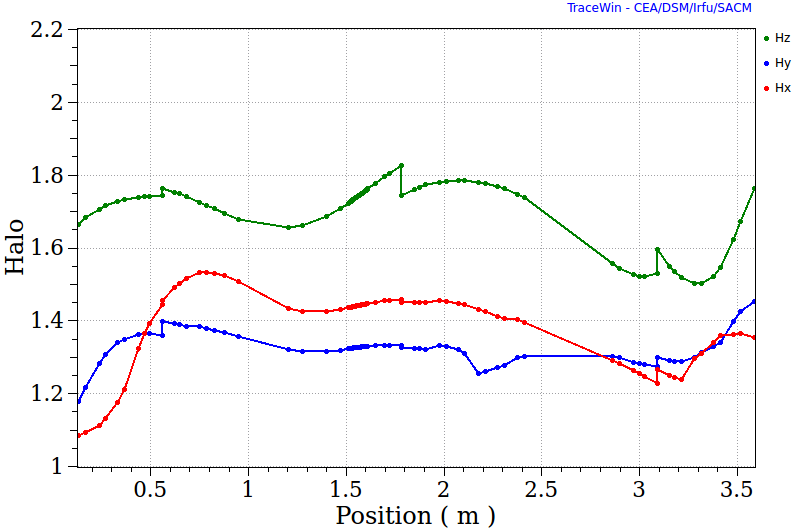 TraceWin - CEA/DSM/Irfu/SACM
Hz
Hy
Hx
2.2
2
1.8
1.6
1.4
1.2
1
Halo
0.5
1
1.5
2
2.5
3
3.5
Position ( m )